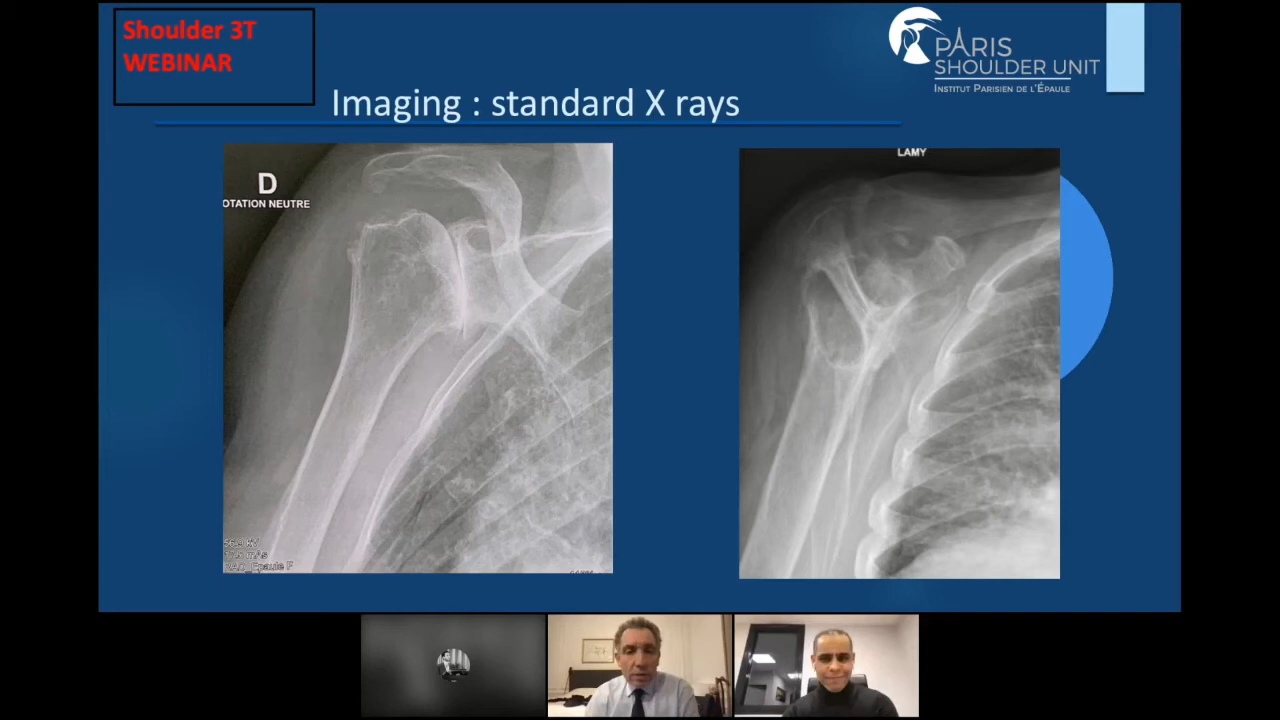 Shoulder 3T
WEBINAR
PARIS
SHOULDER UNIT
INSTITUT PARISIEN DE L'ÉPAULE
Imaging : standard X rays
D
OTATION NEUTRE
LAMY